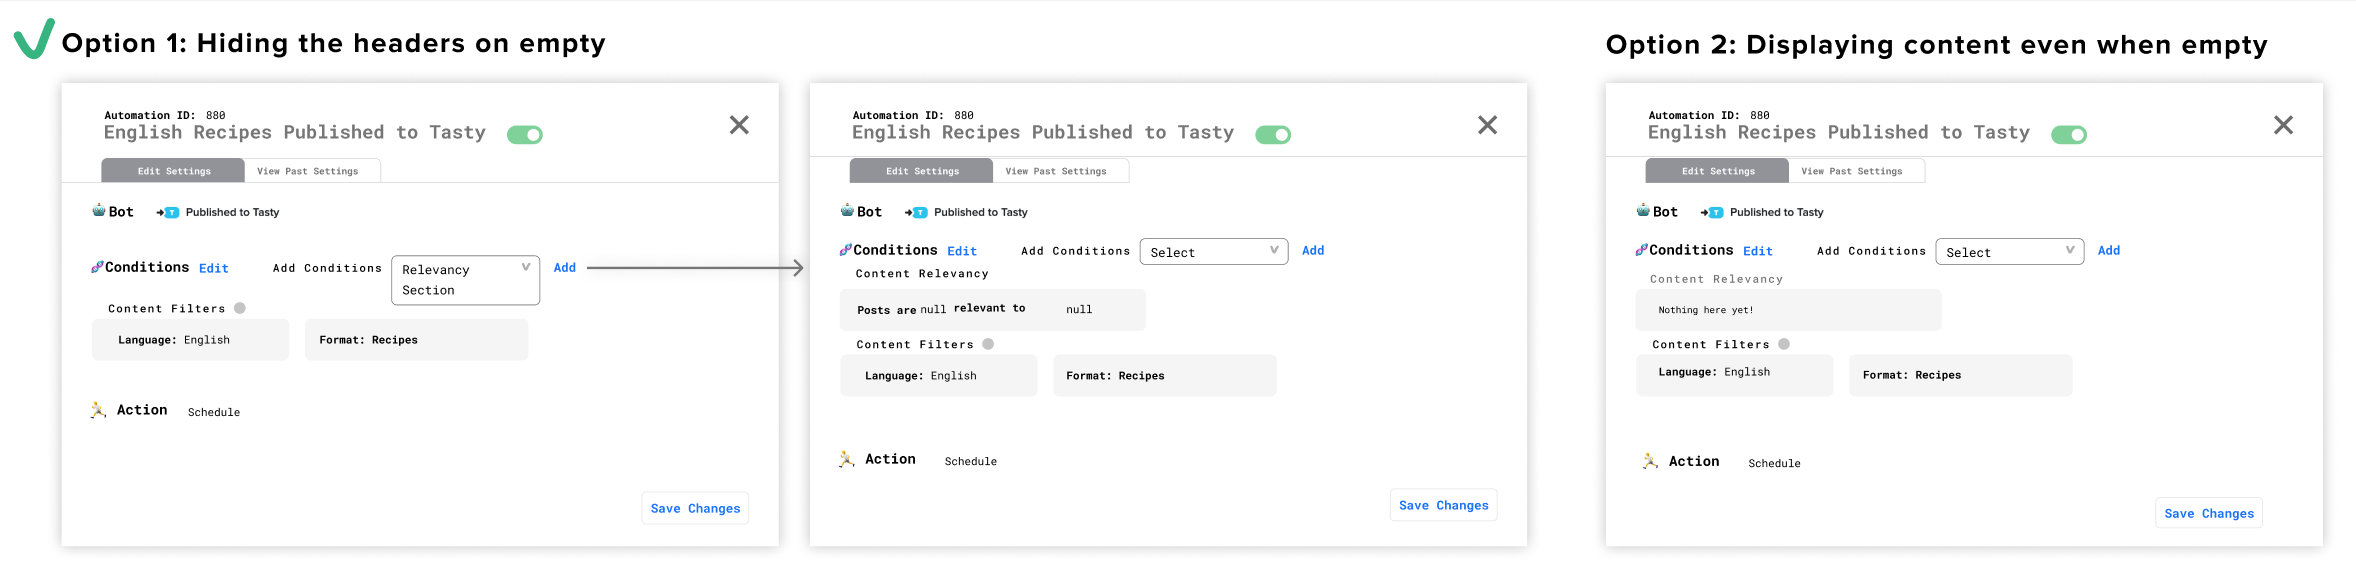 Option 1: Hiding the headers on empty
Automation ID: 880
English Recipes Published to Tasty
Edit Settings
View Past Settings
Bot
T
Published to Tasty
Conditions Edit
Add Conditions
Relevancy
Section
Add
Content Filters
Language: English
Format: Recipes
Action
Schedule
Save Changes
Automation ID: 880
English Recipes Published to Tasty
Edit Settings
View Past Settings
Bot
T
Published to Tasty
Conditions Edit
Add Conditions
Select
Add
Content Relevancy
Posts are null relevant to null
Content Filters
Language: English
Format: Recipes
Action
Schedule
Save Changes
Option 2: Displaying content even when empty
Automation ID: 880
English Recipes Published to Tasty
Edit Settings
View Past Settings
Bot
T
Published to Tasty
Conditions Edit
Add Conditions
Select
Add
Content Relevancy
Nothing here yet!
Content Filters
Language: English
Format: Recipes
Action
Schedule
Save Changes